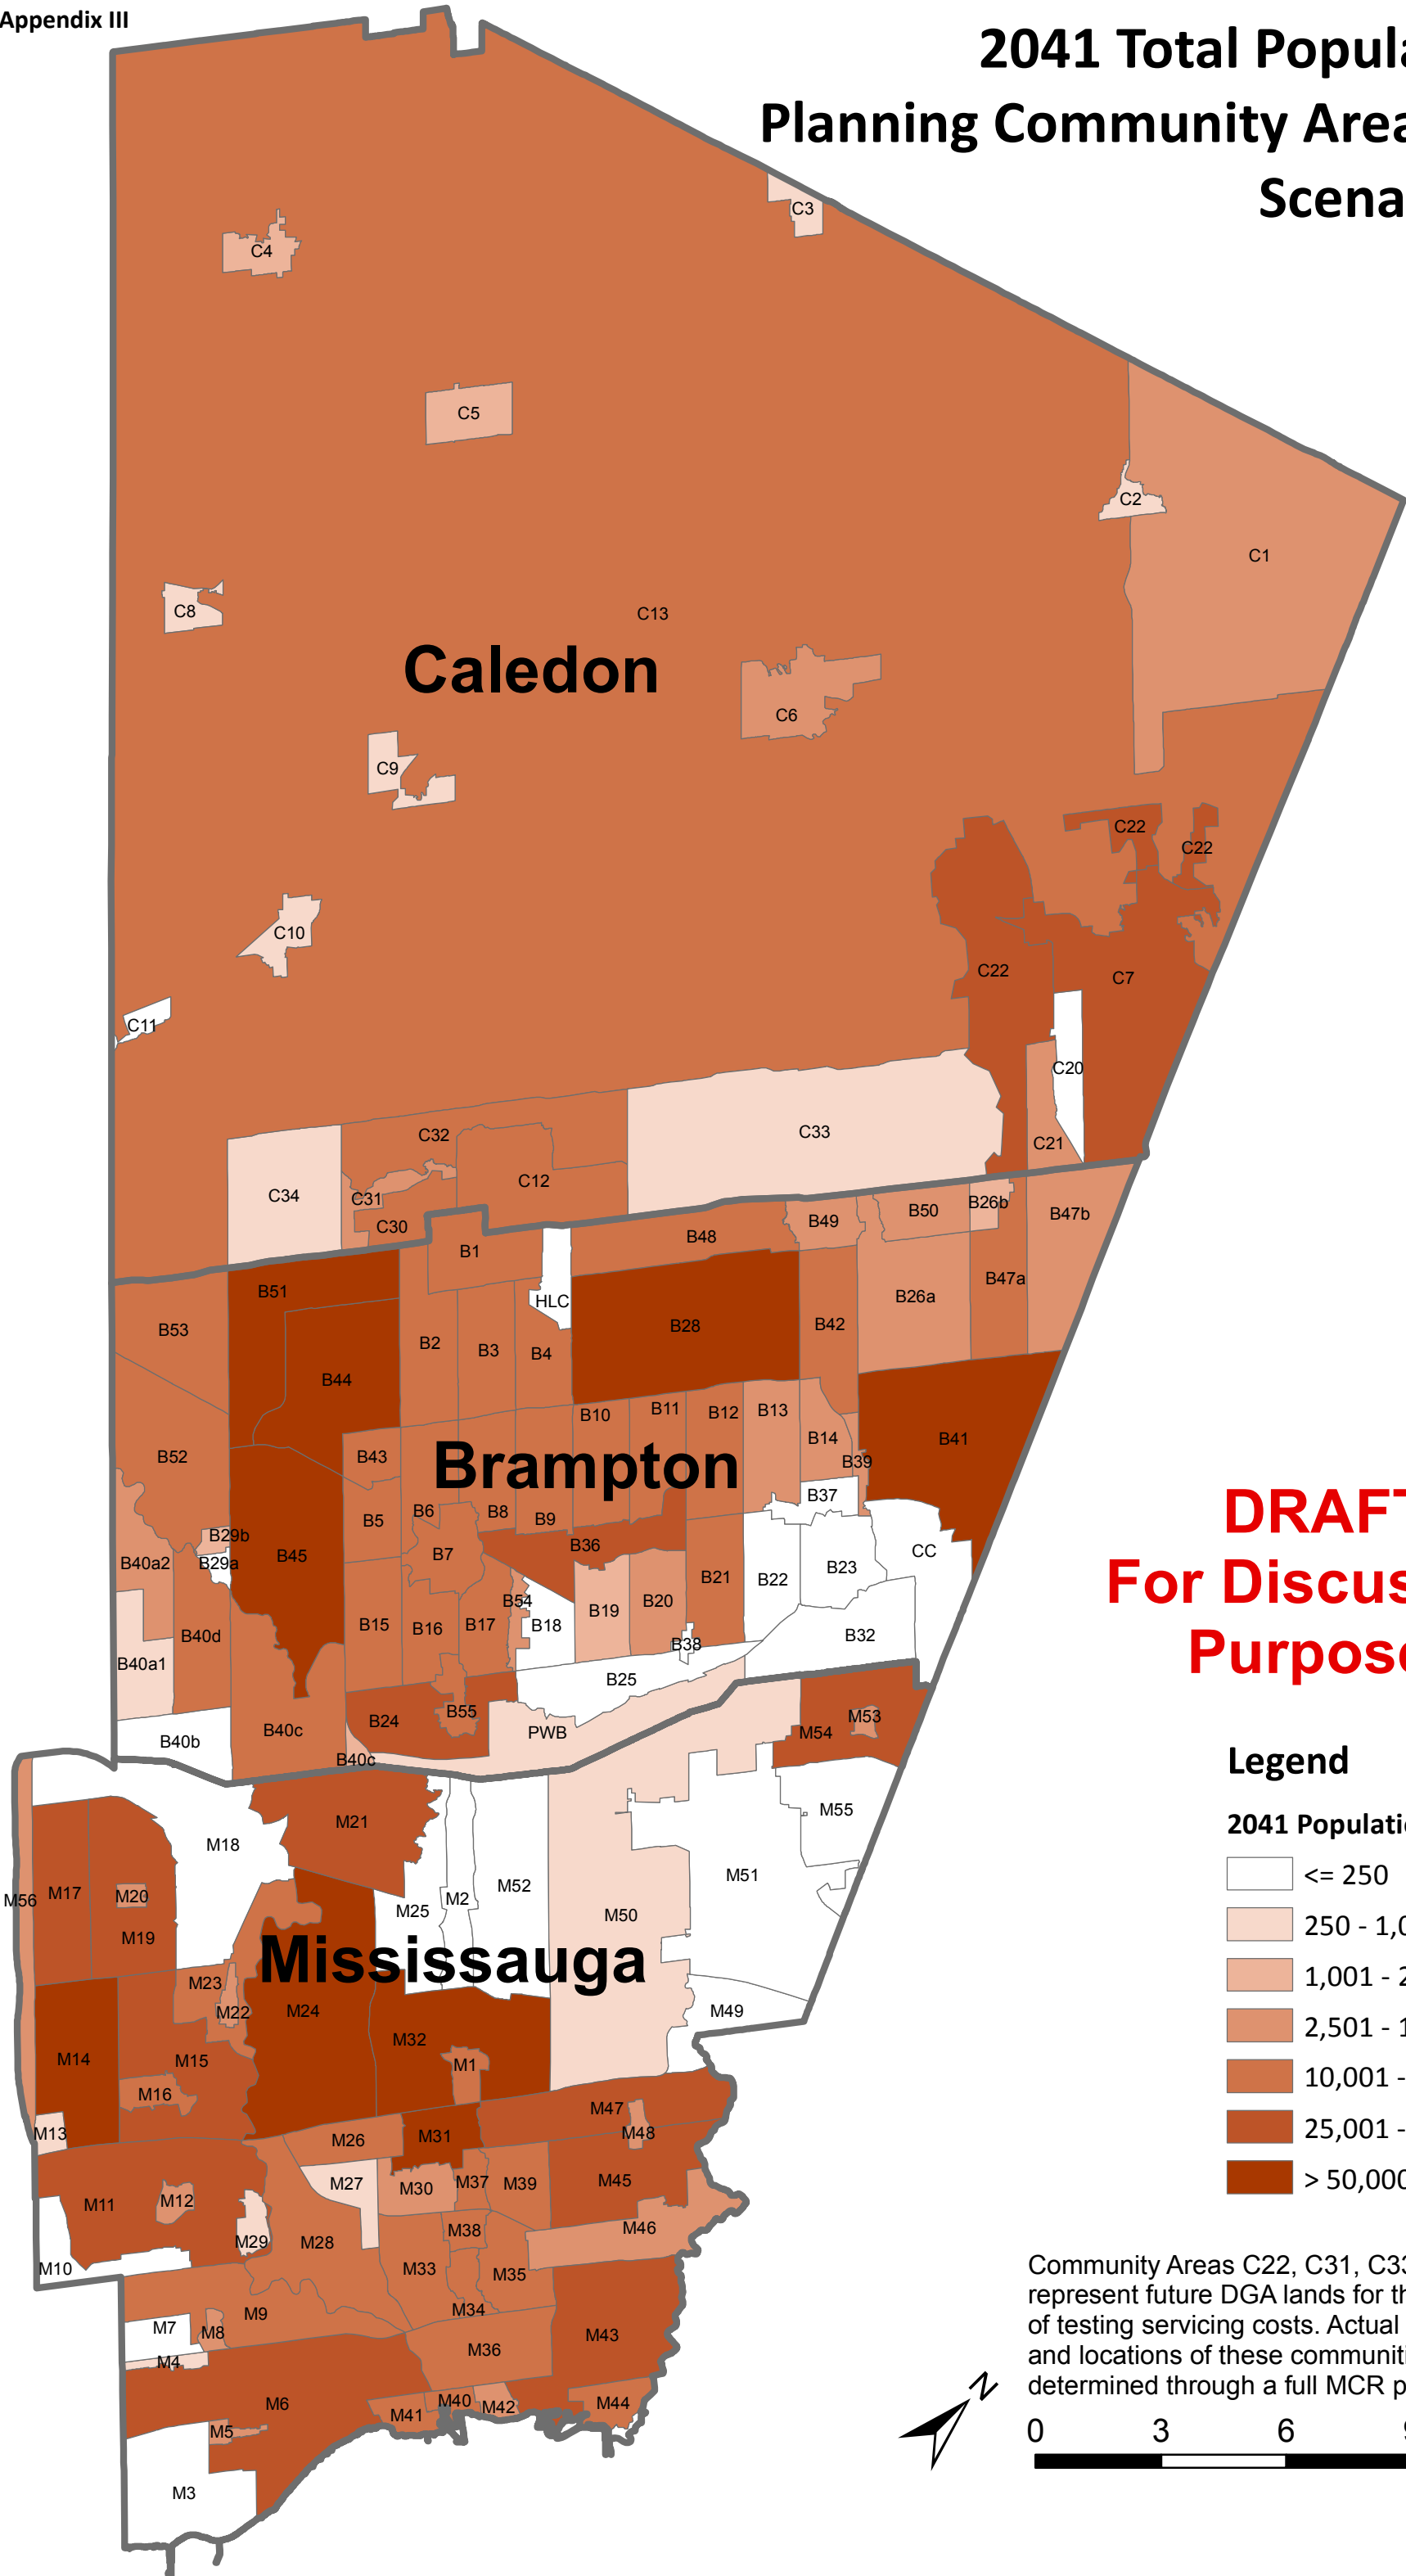 Appendix III
2041 Total Popula
Planning Community Area
Scena
C3
C4
C5
C2
C1
C8
C13
Caledon
C6
C9
C22
C22
C10
C22
C7
C11
C20
C32
C33
C21
C12
C34
C31
C30
B26b
B50
B49
B47b
B48
B1
B51
HLC
B47a
B26a
B53
B28
B42
B2
B3
B4
B44
B10
B11
B12
B13
B14
B41
B52
B43
Brampton
B39
B37
B6
B8
B9
B5
B29b
B36
B7
CC
B45
B40a2
B29a
B23
B22
B21
B54
B20
B19
B15
B16
B17
B18
B40d
B32
B38
B40a1
B25
B24
B55
PWB
M53
M54
B40c
B40b
B40c
DRAFT
For Discus
Purpose
Legend
2041 Populatio
<= 250
250 - 1,0
1,001 - 2
2,501 - 1
10,001 -
25,001 -
> 50,000
M55
M21
M18
M51
M52
M56
M17
M20
M2
M25
M50
M19
Mississauga
M23
M22
M24
M49
M32
M14
M15
M1
M16
M47
M13
M31
M48
M26
M27
M30
M37
M39
M45
M11
M12
M46
M38
M29
M28
M10
M33
M35
M34
M9
M7
M8
M43
M36
M4
M6
M40
M44
M41
M42
M5
M3
Community Areas C22, C31, C33
represent future DGA lands for th
of testing servicing costs. Actual
and locations of these communiti
determined through a full MCR p
N
0 3 6 9